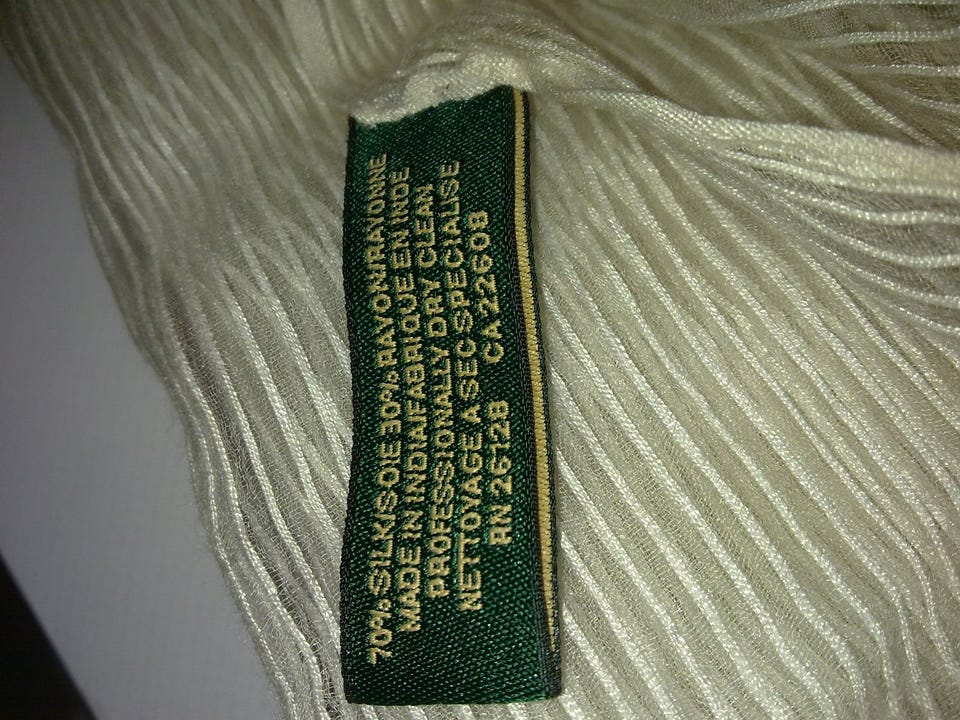 70% SILK/SOIE 30% RAYON/RAYONNE
MADE IN INDIA/FABRIQUE EN INDE
PROFESSIONALLY DRY CLEAN
NETTOYAGE A SEC SPECIALISE
RN 26128 CA 22608